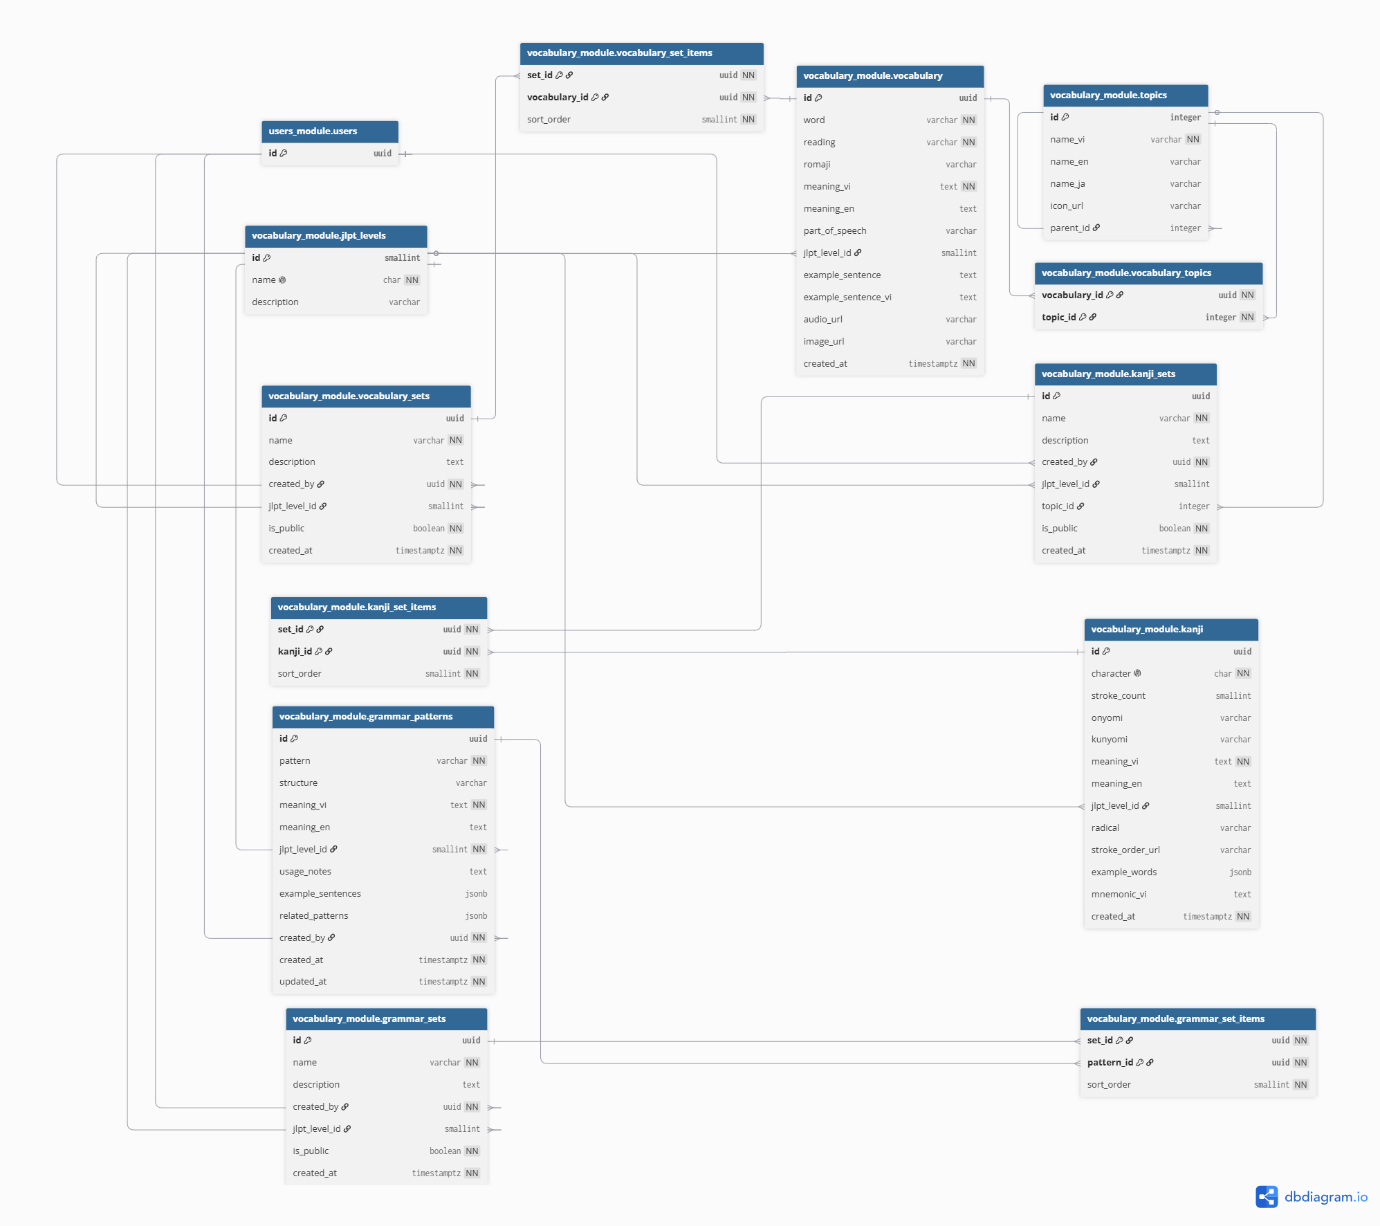 vocabulary_module.vocabulary_set_items
set_id uuid NN
vocabulary_id uuid NN
sort_order smallint NN
vocabulary_module.vocabulary
id uuid
word varchar NN
reading varchar NN
romaji varchar
meaning_vi text NN
meaning_en text
part_of_speech varchar
jlpt_level_id smallint
example_sentence text
example_sentence_vi text
audio_url varchar
image_url varchar
created_at timestamptz NN
vocabulary_module.topics
id integer
name_vi varchar NN
name_en varchar
name_ja varchar
icon_url varchar
parent_id integer
users_module.users
id uuid
vocabulary_module.jlpt_levels
id smallint
name char NN
description varchar
vocabulary_module.vocabulary_topics
vocabulary_id uuid NN
topic_id integer NN
vocabulary_module.vocabulary_sets
id uuid
name varchar NN
description text
created_by uuid NN
jlpt_level_id smallint NN
is_public boolean NN
created_at timestamptz NN
vocabulary_module.kanji_sets
id uuid
name varchar NN
description text
created_by uuid NN
jlpt_level_id smallint
topic_id integer
is_public boolean NN
created_at timestamptz NN
vocabulary_module.kanji_set_items
set_id uuid NN
kanji_id uuid NN
sort_order smallint NN
vocabulary_module.kanji
id uuid
character char NN
stroke_count smallint
onyomi varchar
kunyomi varchar
meaning_vi text NN
meaning_en text
jlpt_level_id smallint
radical varchar
stroke_order_url varchar
example_words jsonb
mnemonic_vi text
created_at timestamptz NN
vocabulary_module.grammar_patterns
id uuid
pattern varchar NN
structure varchar
meaning_vi text NN
meaning_en text
jlpt_level_id smallint NN
usage_notes text
example_sentences jsonb
related_patterns jsonb
created_by uuid NN
created_at timestamptz NN
updated_at timestamptz NN
vocabulary_module.grammar_sets
id uuid
name varchar NN
description text
created_by uuid NN
jlpt_level_id smallint NN
is_public boolean NN
created_at timestamptz NN
vocabulary_module.grammar_set_items
set_id uuid NN
pattern_id uuid NN
sort_order smallint NN
dbdiagram.io